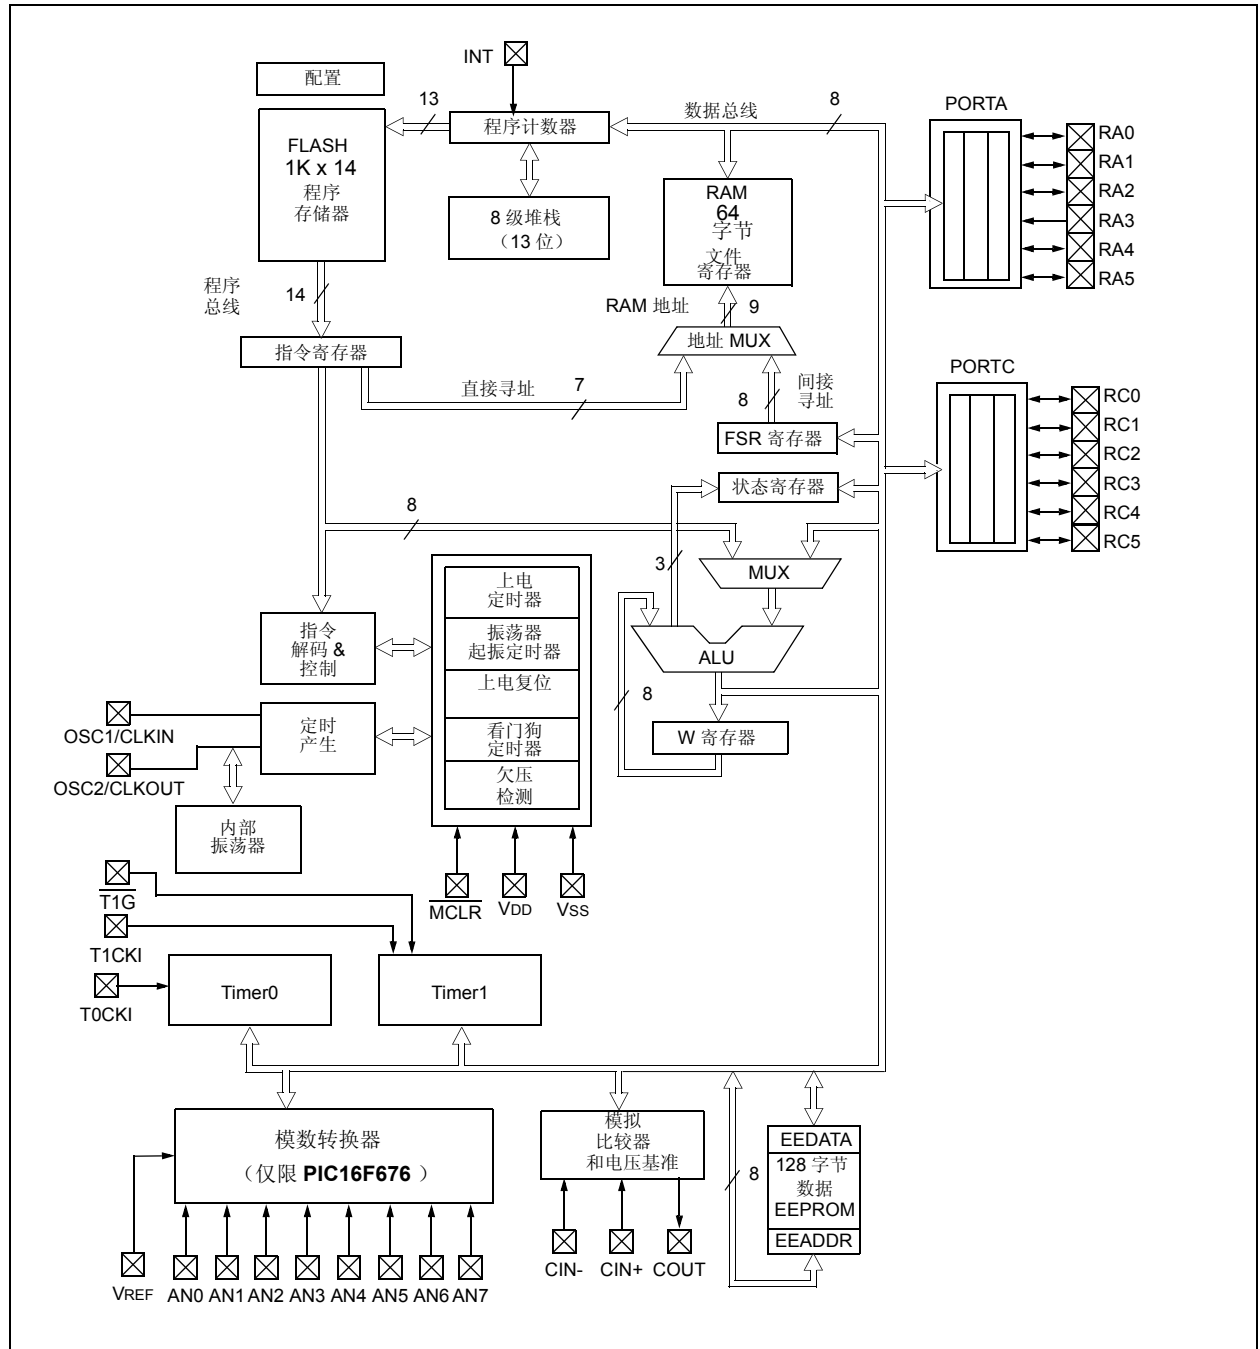 INT
配置
13
数据总线
8
PORTA
FLASH
1K x 14
程序
存储器
程序计数器
8 级堆栈
（13 位）
RAM
64
字节
文件
寄存器
RA0
RA1
RA2
RA3
RA4
RA5
程序
总线
14
RAM 地址
9
指令寄存器
地址 MUX
直接寻址
7
8
间接
寻址
FSR 寄存器
PORTC
RC0
RC1
RC2
RC3
RC4
RC5
状态寄存器
8
3
MUX
上电
定时器
振荡器
起振定时器
上电复位
看门狗
定时器
欠压
检测
指令
解码 &
控制
ALU
8
W 寄存器
OSC1/CLKIN
OSC2/CLKOUT
定时
产生
内部
振荡器
T1G
MCLR
VDD
VSS
T1CKI
T0CKI
Timer0
Timer1
模数转换器
（仅限 PIC16F676 ）
模拟
比较器
和电压基准
8
EEDATA
128 字节
数据
EEPROM
EEADDR
VREF
AN0 AN1 AN2 AN3 AN4 AN5 AN6 AN7
CIN-
CIN+
COUT